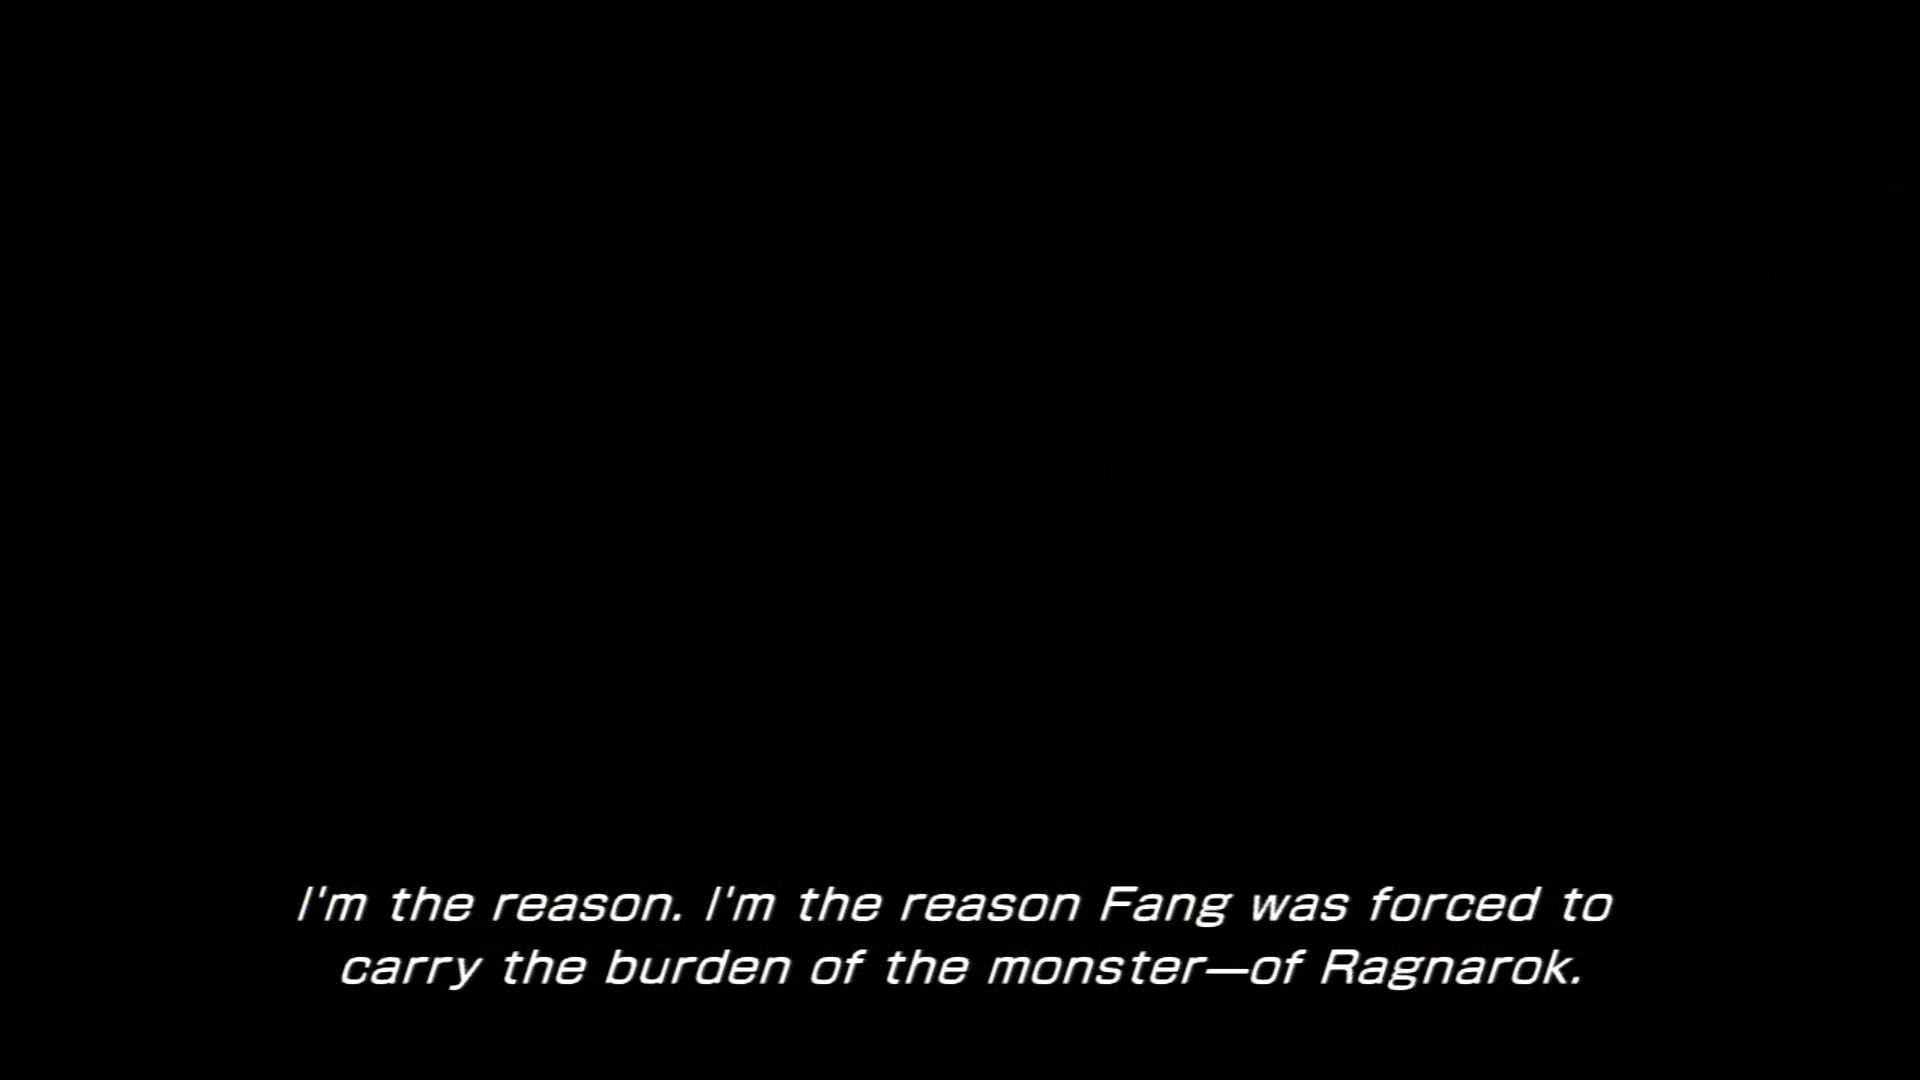 I'm the reason. I'm the reason Fang was forced to
carry the burden of the monster—of Ragnarok.